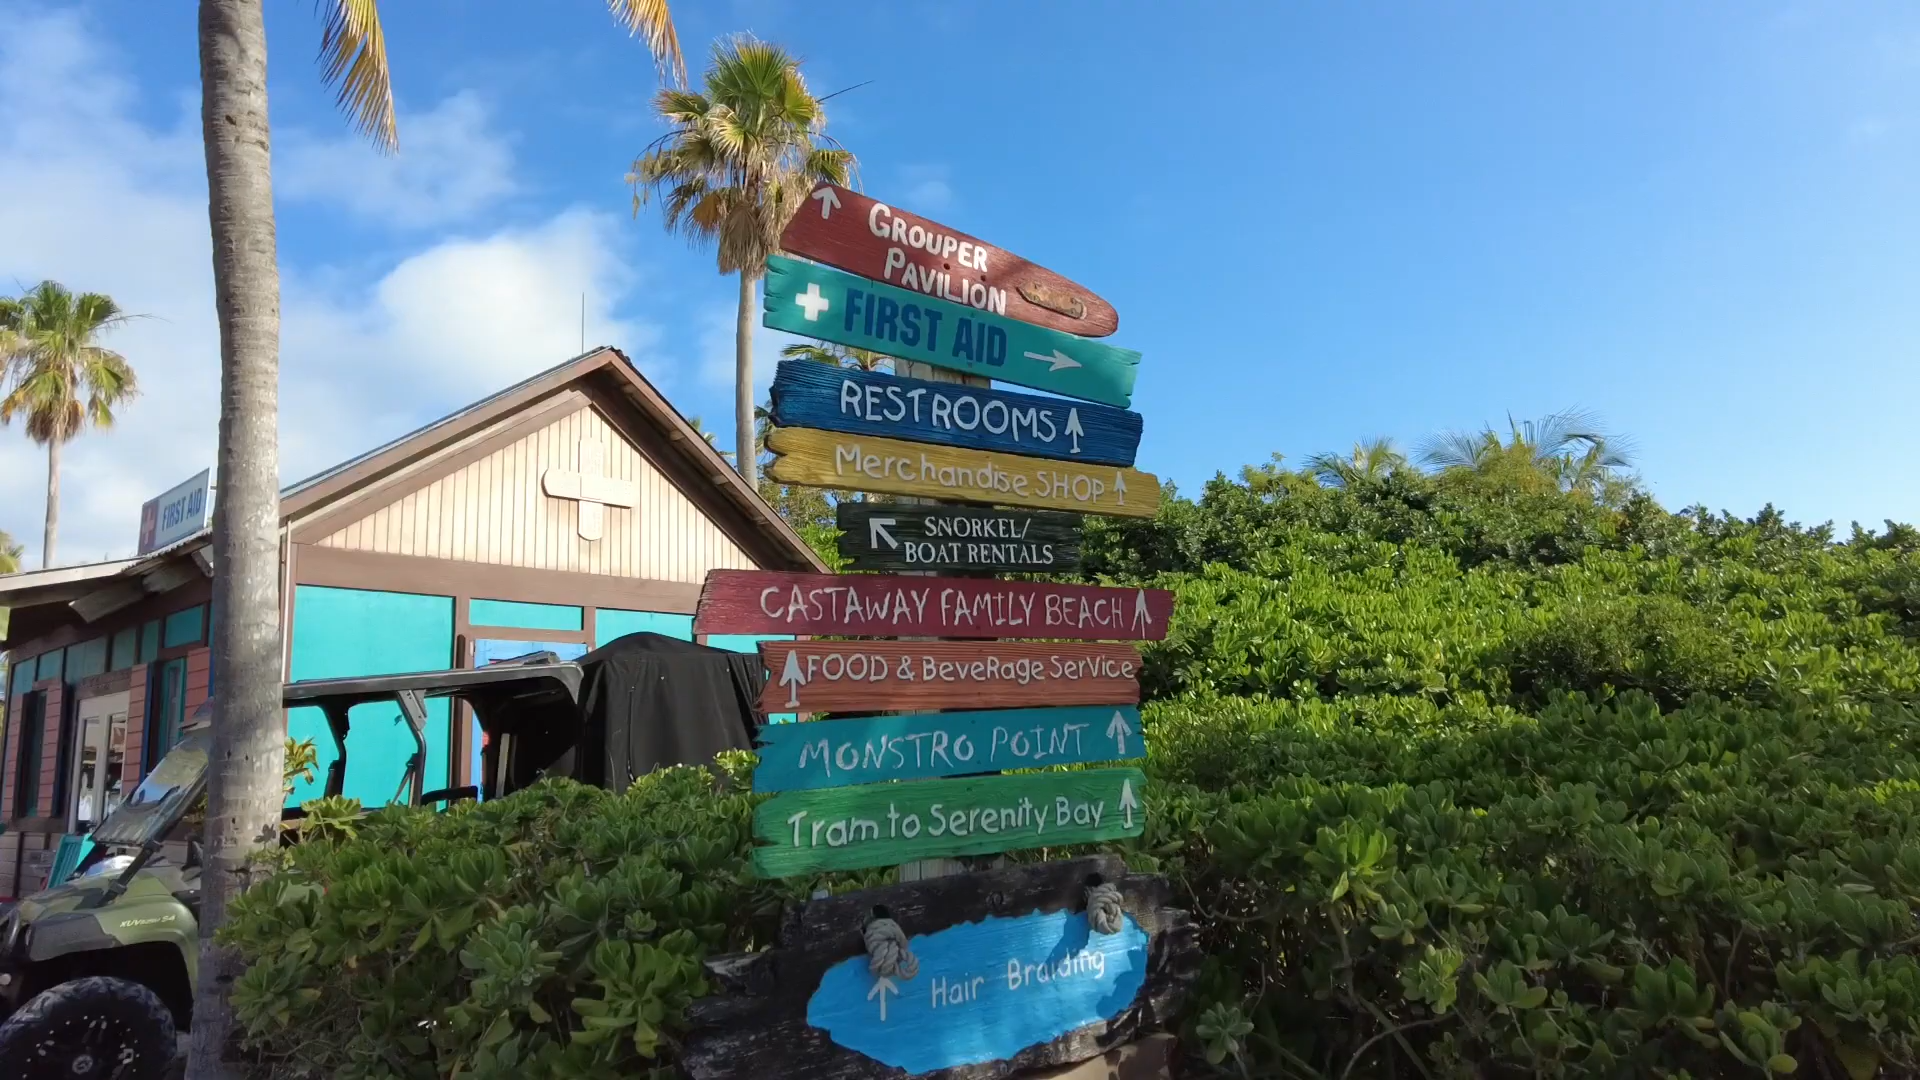 GROUPER
PAVILION
FIRST AID
RESTROOMS
Merchandise SHOP
SNORKEL/
BOAT RENTALS
CASTAWAY FAMILY BEACH
FOOD & BeveRage ServIce
MONSTRO POINT
Tram to Serenity Bay
Hair Braiding
FIRST AID